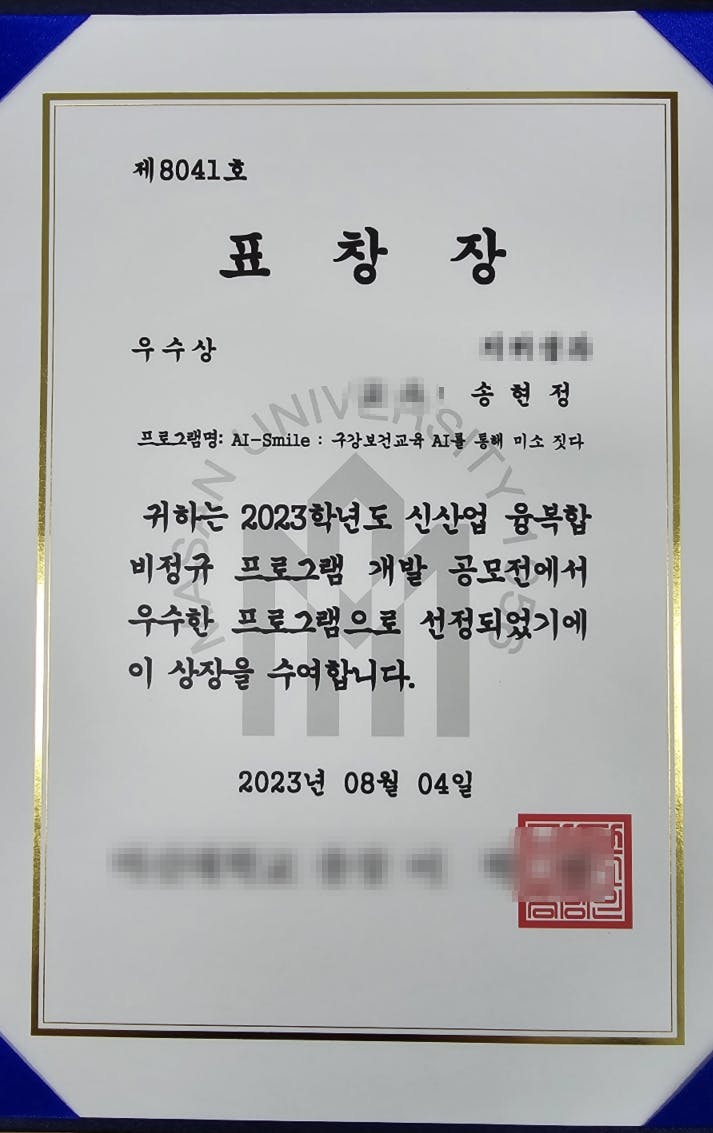 제8041호
표 창 장
우수상
송 현 정
프로그램명: AI-Smile : 구강보건교육 AI를 통해 미소 짓다
귀하는 2023학년도 신산업 융복합
비정규 프로그램 개발 공모전에서
우수한 프로그램으로 선정되었기에
이 상장을 수여합니다.
2023년 08월 04일
MASAN UNIVERSITY 1956